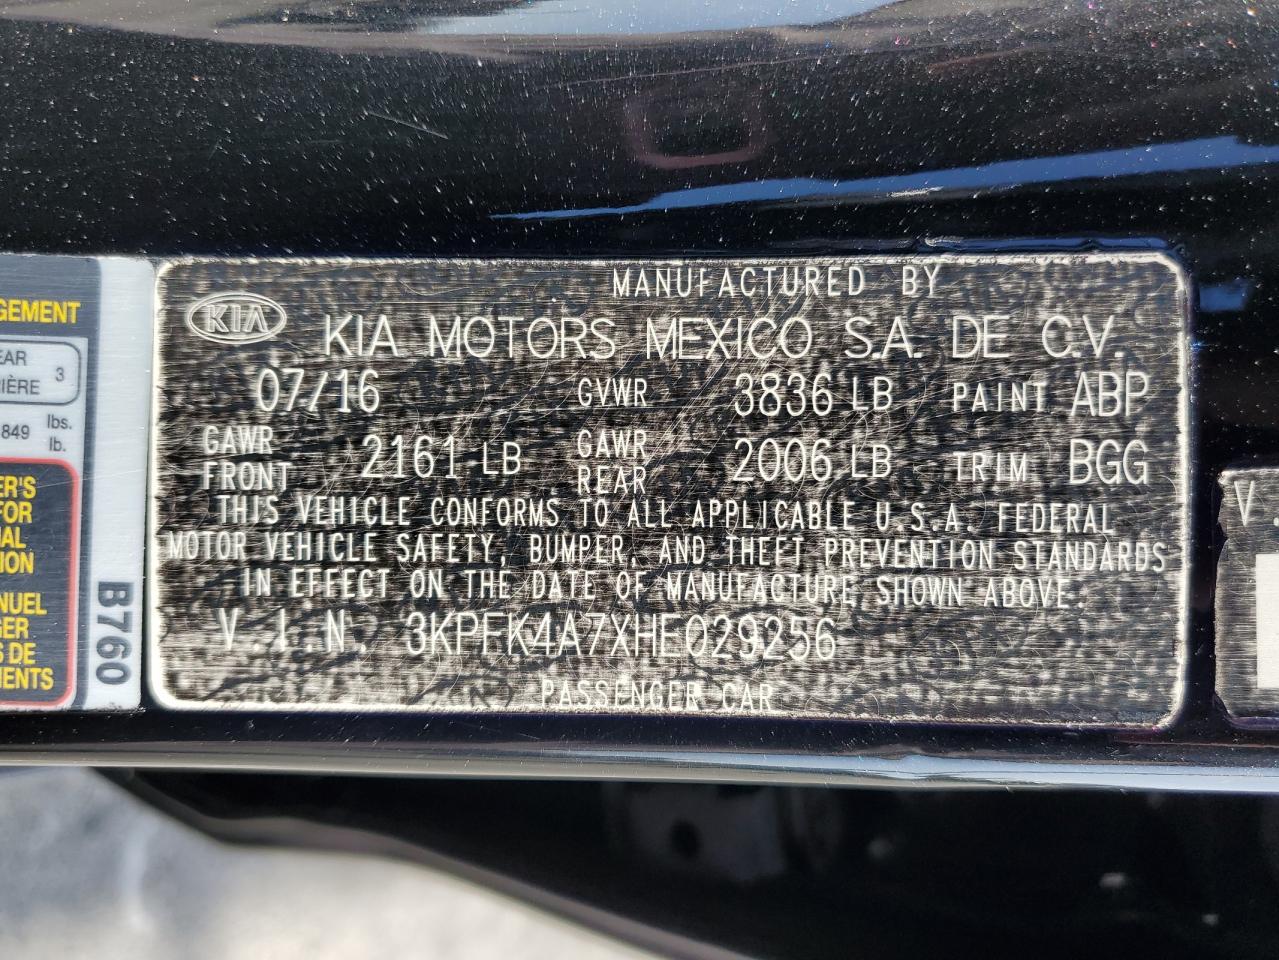 GEMENT
EAR
RIÈRE 3
849 lbs.
lb.
ER'S
FOR
AL
ION
NUEL
GER
S DE
MENTS
B760
MANUFACTURED BY
KIA
KIA MOTORS MEXICO S.A. DE C.V.
07/16 GVWR 3836 LB PAINT ABP
GAWR FRONT 2161 LB GAWR REAR 2006 LB TRIM BGG
THIS VEHICLE CONFORMS TO ALL APPLICABLE U.S.A. FEDERAL
MOTOR VEHICLE SAFETY, BUMPER, AND THEFT PREVENTION STANDARDS
IN EFFECT ON THE DATE OF MANUFACTURE SHOWN ABOVE.
V.I.N. 3KPFK4A7XHE029256
PASSENGER CAR
V.